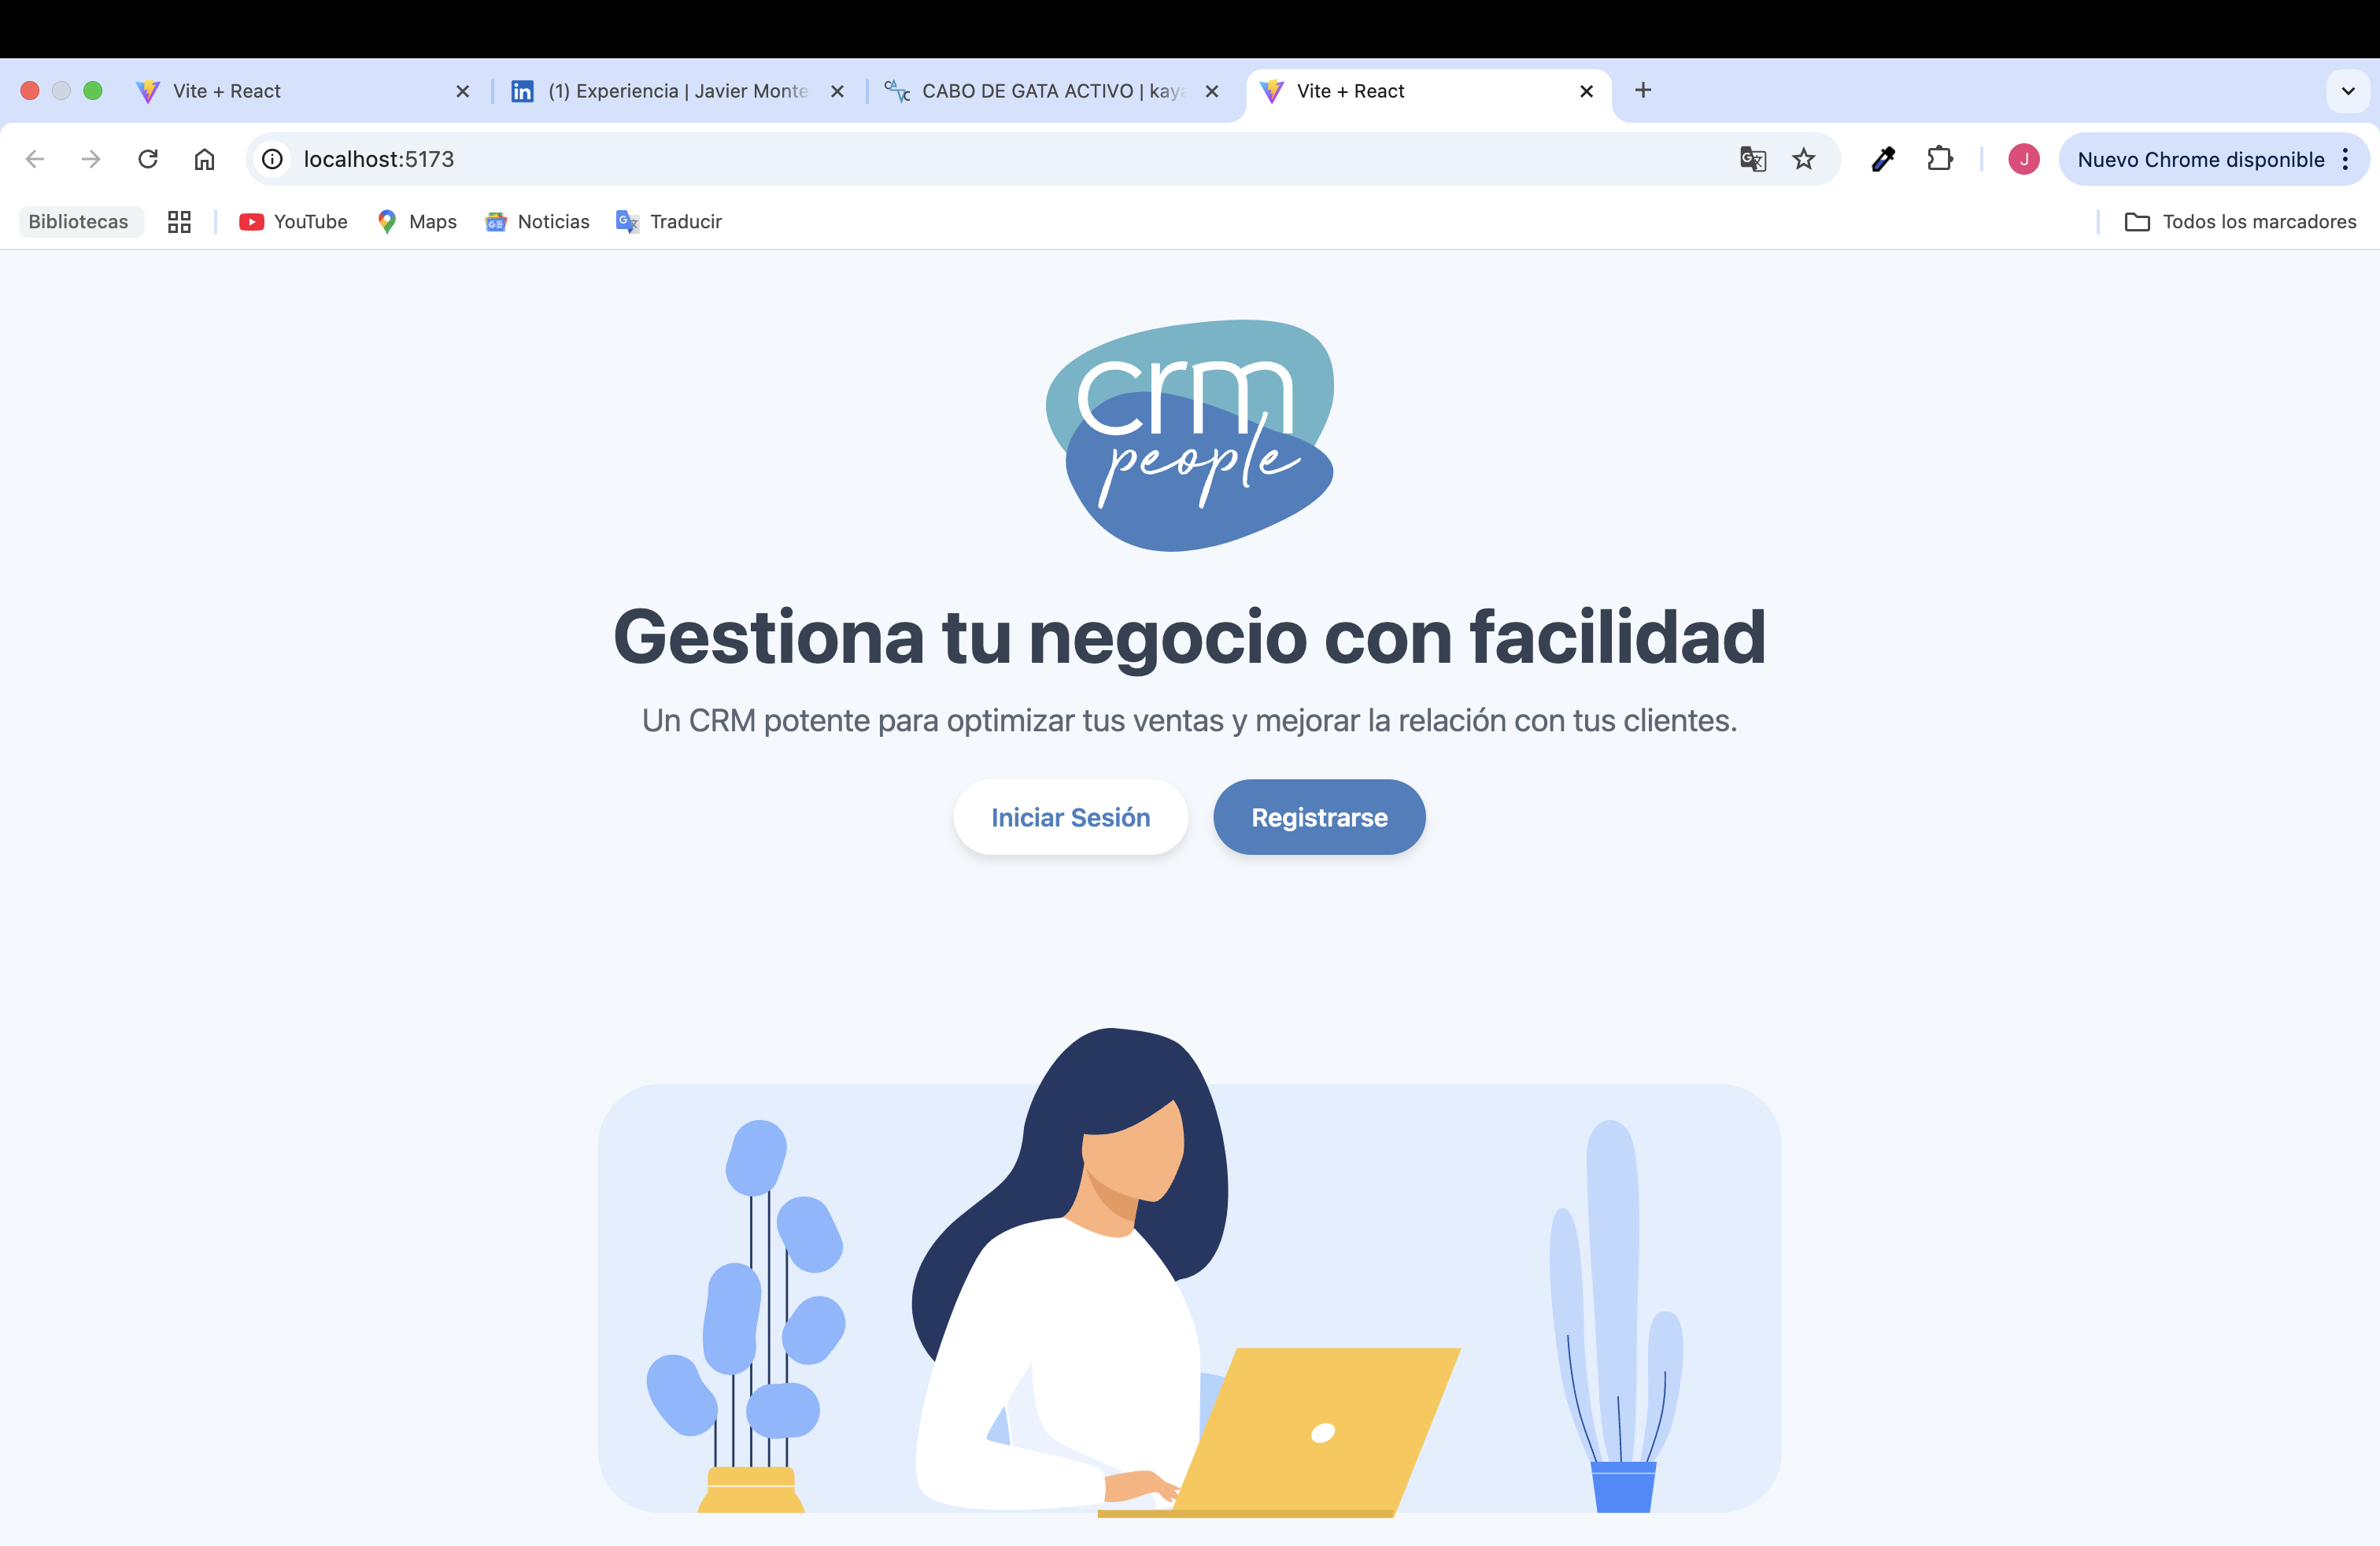 Vite + React
(1) Experiencia | Javier Monte
CABO DE GATA ACTIVO | kaya
Vite + React
localhost:5173
J
Nuevo Chrome disponible
Bibliotecas
YouTube
Maps
Noticias
Traducir
Todos los marcadores
crm
people
Gestiona tu negocio con facilidad
Un CRM potente para optimizar tus ventas y mejorar la relación con tus clientes.
Iniciar Sesión
Registrarse